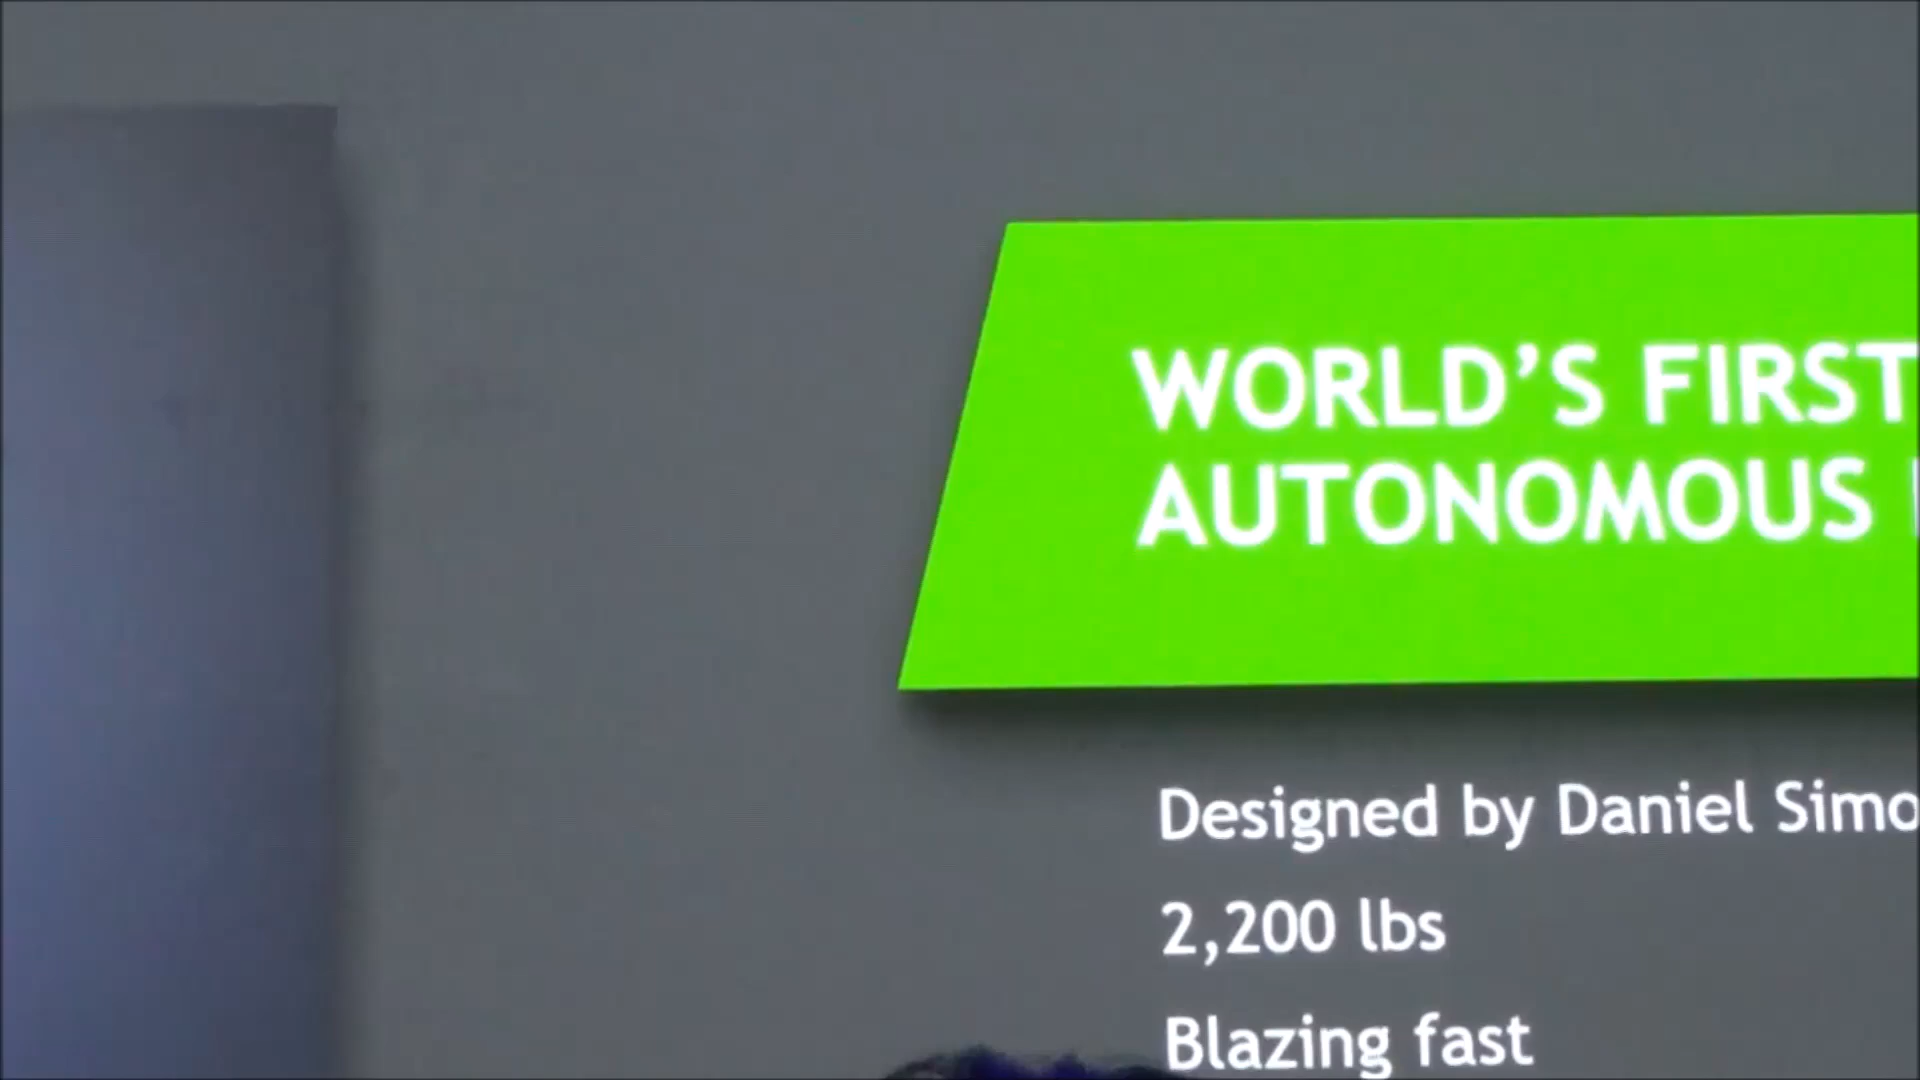 WORLD'S FIRST
AUTONOMOUS
Designed by Daniel
2,200 lbs
Blazing fast